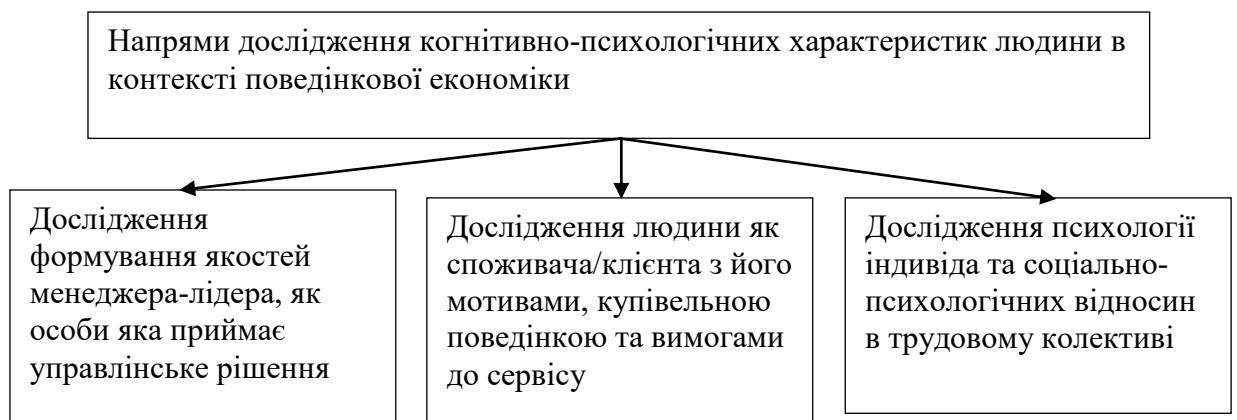 Напрями дослідження когнітивно-психологічних характеристик людини в
контексті поведінкової економіки
Дослідження
формування якостей
менеджера-лідера, як
особи яка приймає
управлінське рішення
Дослідження людини як
споживача/клієнта з його
мотивами, купівельною
поведінкою та вимогами
до сервісу
Дослідження психології
індивіда та соціально-
психологічних відносин
в трудовому колективі